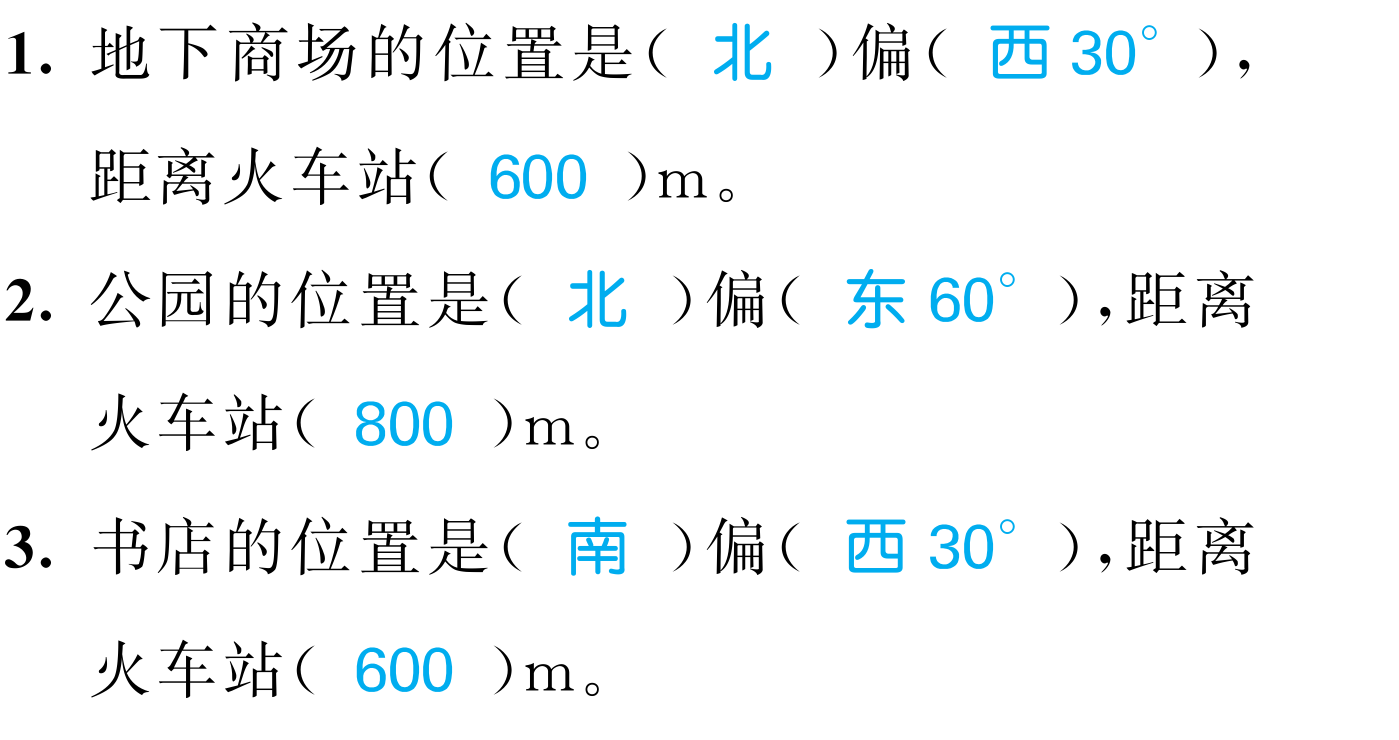 1. 地下商场的位置是( 北 )偏( 西 30° ),
距离火车站( 600 )m。
2. 公园的位置是( 北 )偏( 东 60° ),距离
火车站( 800 )m。
3. 书店的位置是( 南 )偏( 西 30° ),距离
火车站( 600 )m。